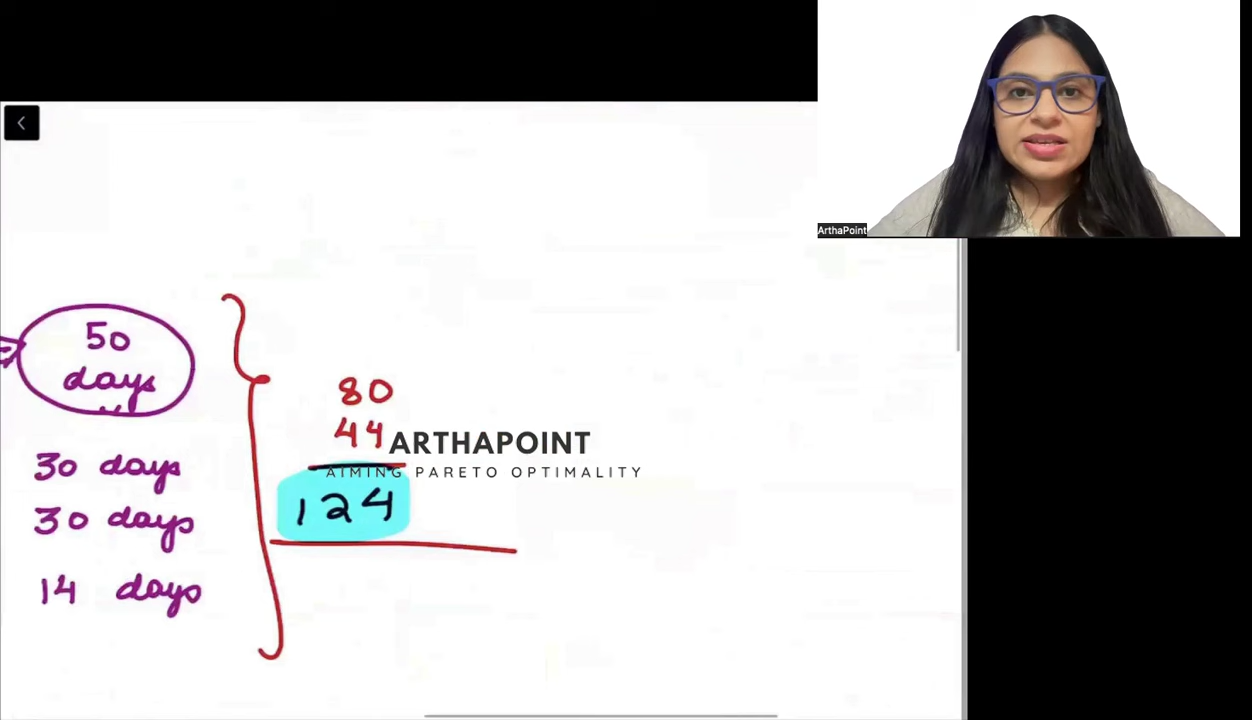 ArthaPoint
50
days
30 days
30 days
14 days
80
44
124
ARTHAPOINT
AIMING PARETO OPTIMALITY